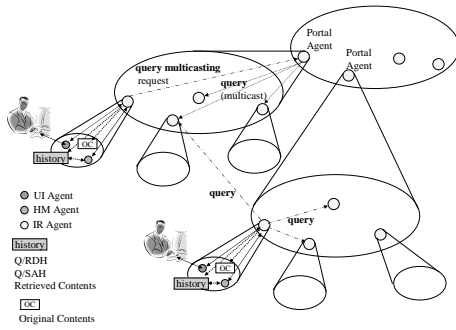 Portal
Agent
Portal
Agent
query multicasting
request
query
(multicast)
OC
history
query
query
UI Agent
HM Agent
IR Agent
history
Q/RDH
Q/SAH
Retrieved Contents
OC
Original Contents
OC
history